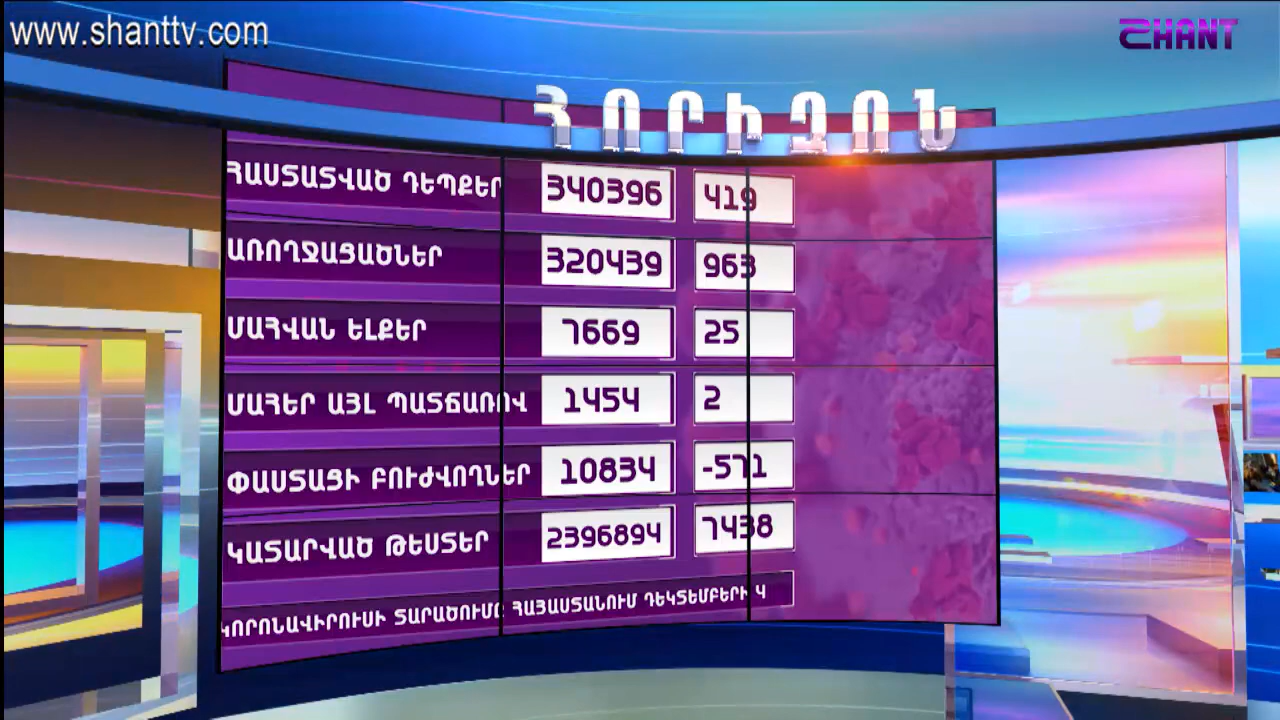 www.shanttv.com
SHANT
ՀՈՐԻԶՈՆ
ՀԱՍՏԱՏՎԱԾ ԴԵՊՔԵՐ 340396 419
ԱՌՈՂՋԱՑԱԾՆԵՐ 320439 963
ՄԱՀՎԱՆ ԵԼՔԵՐ 7669 25
ՄԱՀԵՐ ԱՅԼ ՊԱՏՃԱՌՈՎ 1454 2
ՓԱՍՏԱՑԻ ԲՈՒԺՎՈՂՆԵՐ 10834 -571
ԿԱՏԱՐՎԱԾ ԹԵՍՏԵՐ 2396894 7438
ԿՈՐՈՆԱՎԻՐՈՒՍԻ ՏԱՐԱԾՈՒՄԸ ՀԱՅԱՍՏԱՆՈՒՄ ԴԵԿՏԵՄԲԵՐԻ 4